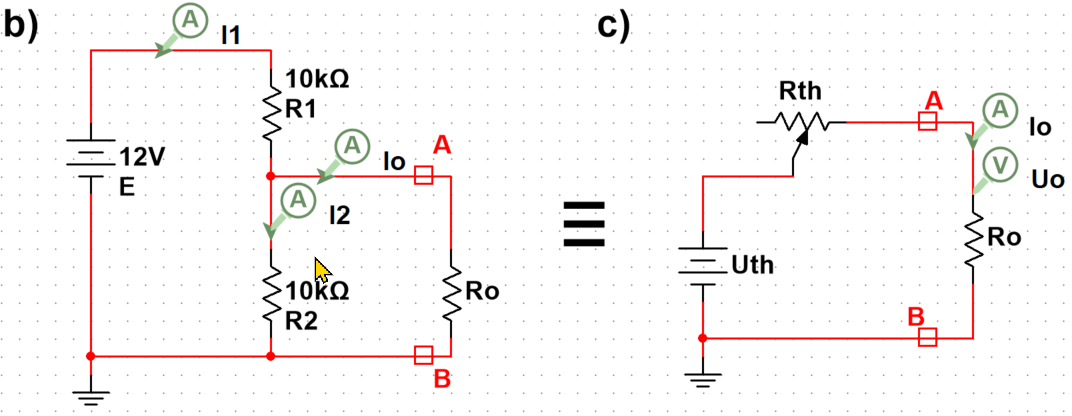 b)
A
I1
10kΩ
R1
12V
E
A
Io
A
A
I2
10kΩ
R2
Ro
B
c)
Rth
A
A
Io
V
Uo
Ro
Uth
B